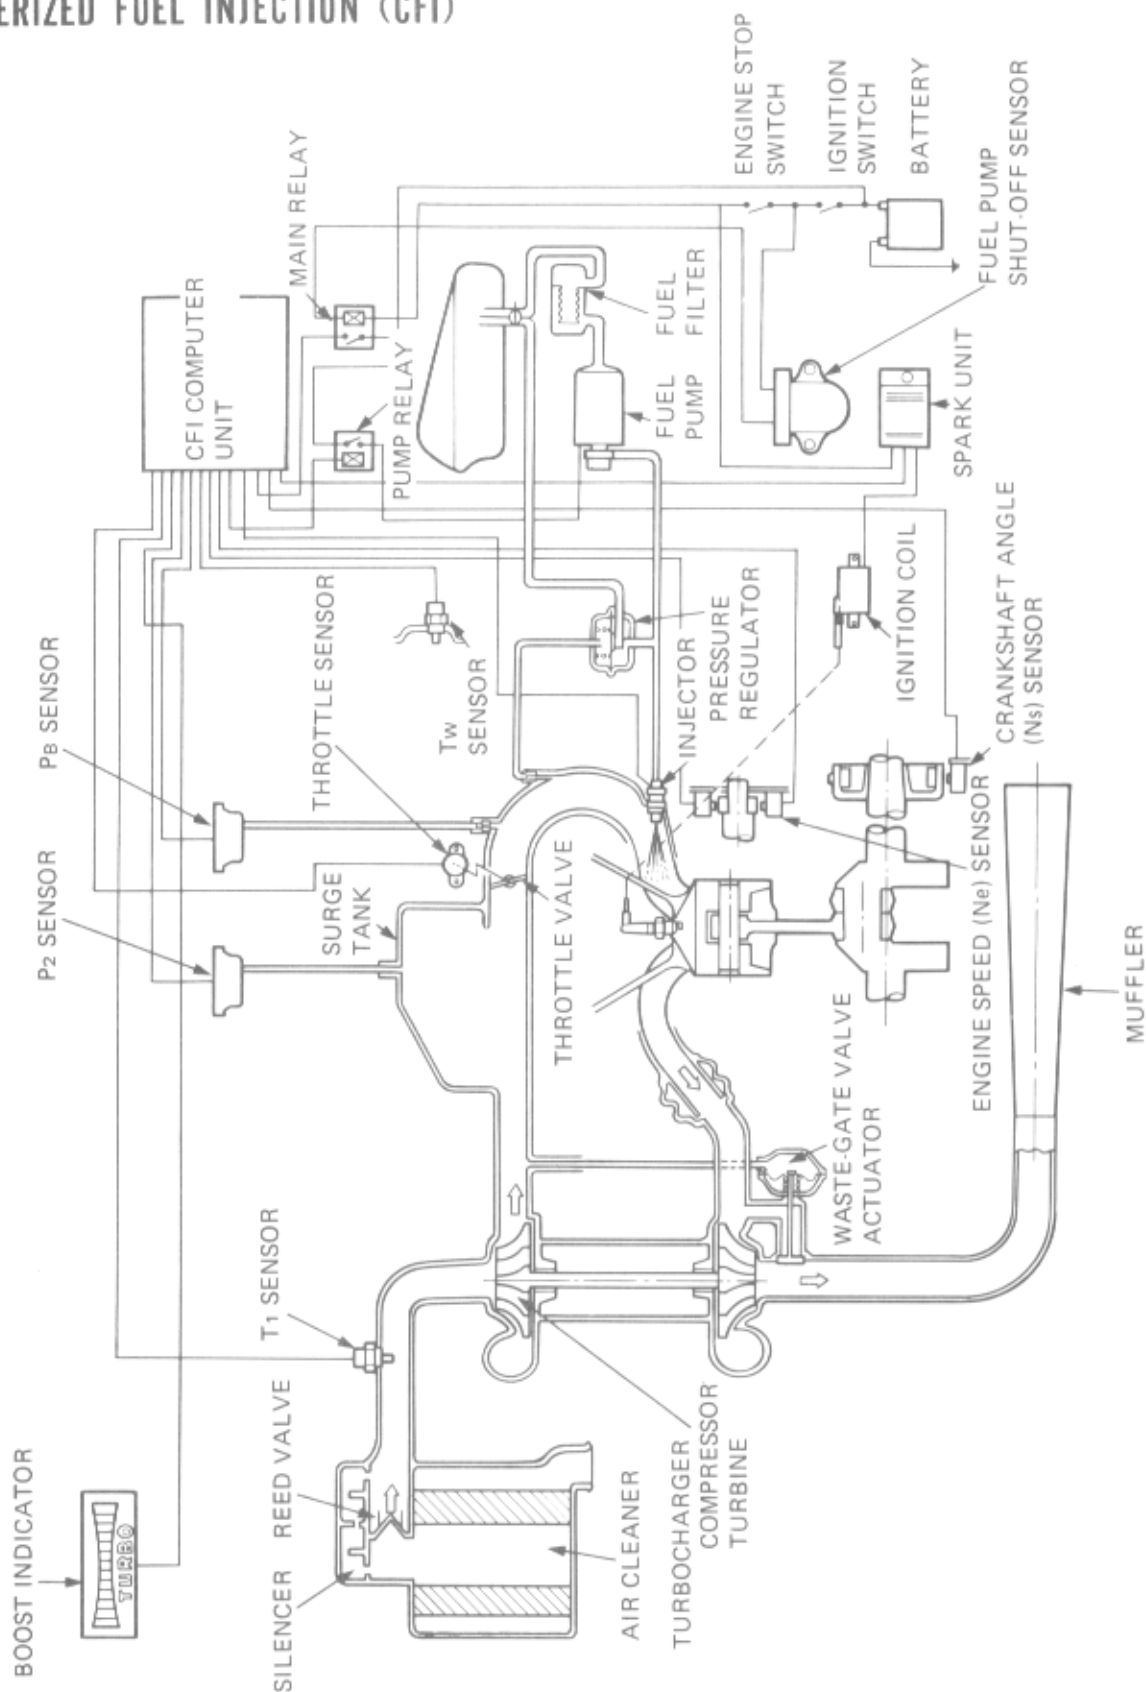 ERIZED FUEL INJECTION (CFI)
ENGINE STOP
SWITCH
IGNITION
SWITCH
BATTERY
FUEL PUMP
SHUT-OFF SENSOR
MAIN RELAY
CFI COMPUTER
UNIT
PUMP RELAY
FUEL
FILTER
FUEL
PUMP
SPARK UNIT
THROTTLE SENSOR
TW
SENSOR
PRESSURE
REGULATOR
INJECTOR
IGNITION COIL
CRANKSHAFT ANGLE
(Ns) SENSOR
PB SENSOR
P2 SENSOR
SURGE
TANK
THROTTLE VALVE
ENGINE SPEED (Ne) SENSOR
MUFFLER
WASTE-GATE VALVE
ACTUATOR
T1 SENSOR
REED VALVE
SILENCER
BOOST INDICATOR
TURBO
AIR CLEANER
TURBOCHARGER
COMPRESSOR
TURBINE